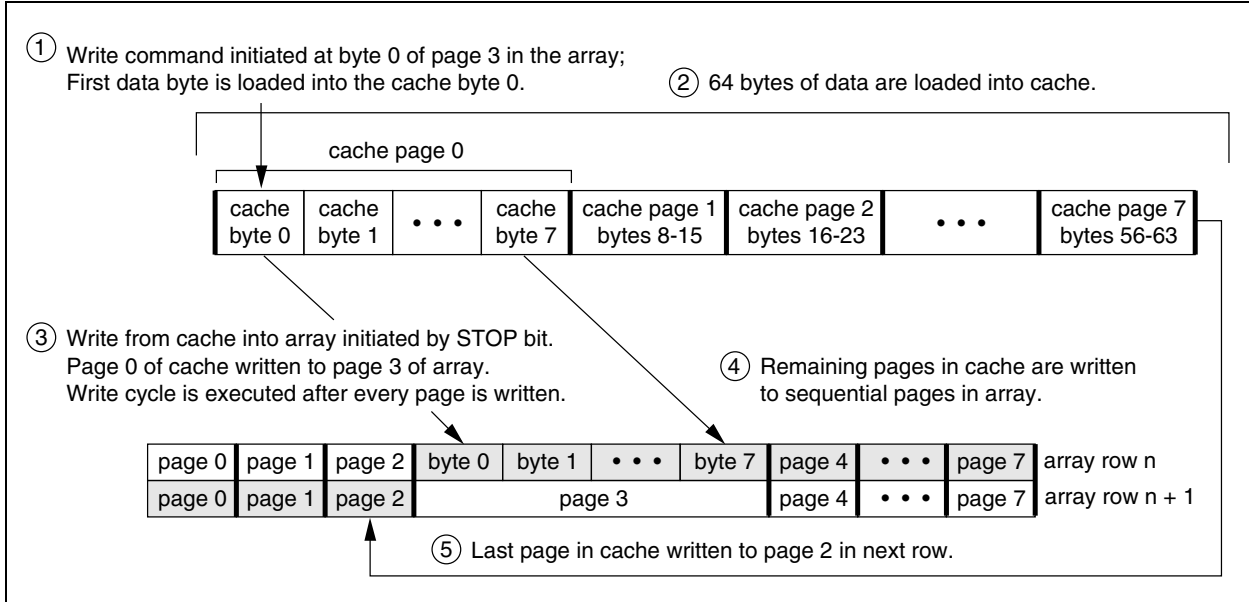 ① Write command initiated at byte 0 of page 3 in the array;
First data byte is loaded into the cache byte 0.
② 64 bytes of data are loaded into cache.
cache page 0
cache byte 0
cache byte 1
• • •
cache byte 7
cache page 1 bytes 8-15
cache page 2 bytes 16-23
• • •
cache page 7 bytes 56-63
③ Write from cache into array initiated by STOP bit.
Page 0 of cache written to page 3 of array.
Write cycle is executed after every page is written.
④ Remaining pages in cache are written
to sequential pages in array.
page 0 page 1 page 2 byte 0 byte 1 • • • byte 7 page 4 • • • page 7 array row n
page 0 page 1 page 2 page 3 page 4 • • • page 7 array row n + 1
⑤ Last page in cache written to page 2 in next row.